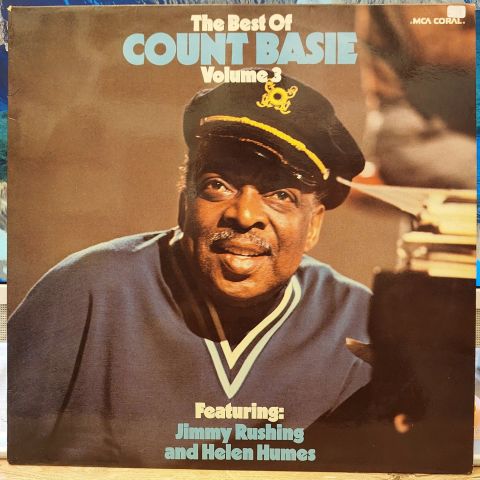 The Best Of
COUNT BASIE
Volume 3
.MCA CORAL.
Featuring:
Jimmy Rushing
and Helen Humes